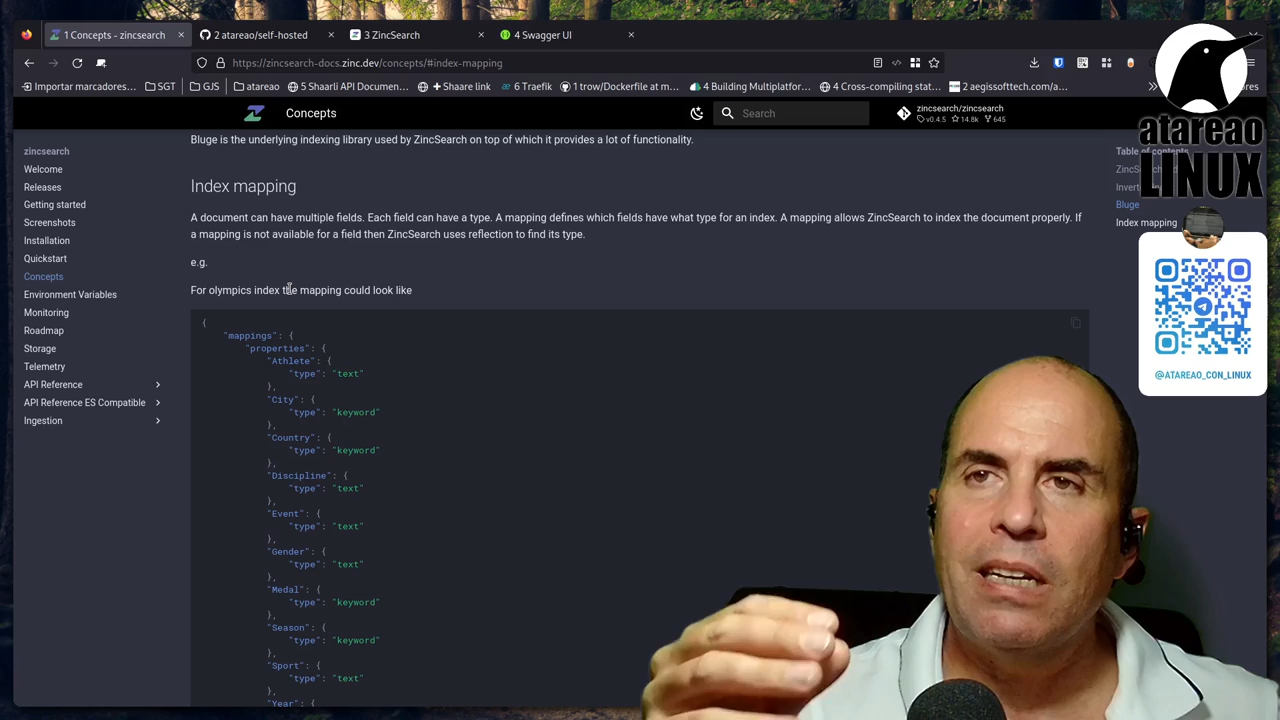 1 Concepts - zincsearch
2 atareao/self-hosted
3 ZincSearch
4 Swagger UI
https://zincsearch-docs.zinc.dev/concepts/#index-mapping
Importar marcadores...
SGT
GJS
atareao
5 Shaarli API Documen...
+ Share link
6 Traefik
1 trow/Dockerfile at m...
4 Building Multiplatfor...
4 Cross-compiling stat...
2 aegissofttech.com/a...
Concepts
Search
zincsearch/zincsearch
v0.4.5 14.8k 645
atareao
LINUX
@ATAREAO_CON_LINUX
zincsearch
Welcome
Releases
Getting started
Screenshots
Installation
Quickstart
Concepts
Environment Variables
Monitoring
Roadmap
Storage
Telemetry
API Reference
API Reference ES Compatible
Ingestion
Bluge is the underlying indexing library used by ZincSearch on top of which it provides a lot of functionality.
Index mapping
A document can have multiple fields. Each field can have a type. A mapping defines which fields have what type for an index. A mapping allows ZincSearch to index the document properly. If
a mapping is not available for a field then ZincSearch uses reflection to find its type.
e.g.
For olympics index the mapping could look like
{
"mappings": {
"properties": {
"Athlete": {
"type": "text"
},
"City": {
"type": "keyword"
},
"Country": {
"type": "keyword"
},
"Discipline": {
"type": "text"
},
"Event": {
"type": "text"
},
"Gender": {
"type": "text"
},
"Medal": {
"type": "keyword"
},
"Season": {
"type": "keyword"
},
"Sport": {
"type": "text"
},
"Year": {
Table of contents
Bluge
Index mapping